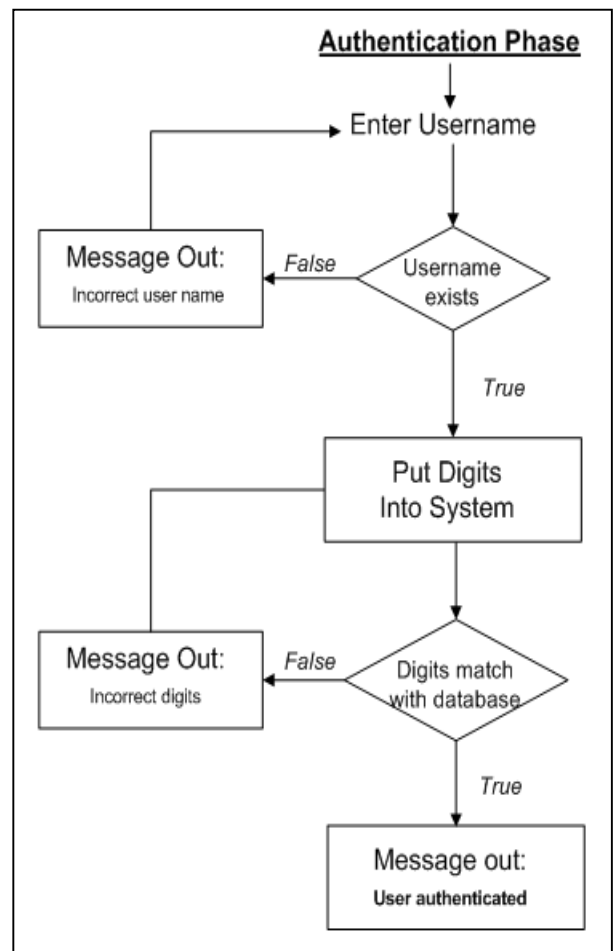 Authentication Phase
Enter Username
Message Out:
Incorrect user name
False
Username
exists
True
Put Digits
Into System
Message Out:
Incorrect digits
False
Digits match
with database
True
Message out:
User authenticated